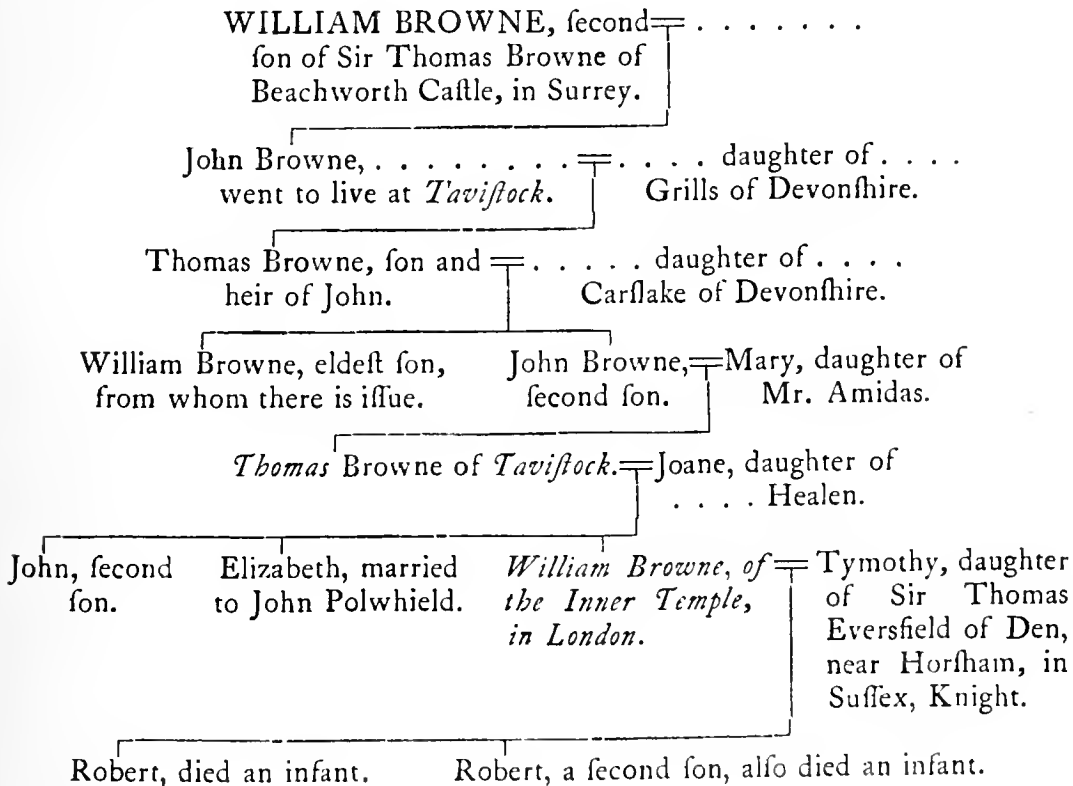 WILLIAM BROWNE, ſecond = . . . . . . .
ſon of Sir Thomas Browne of
Beachworth Caſtle, in Surrey.
John Browne, . . . . . . . . = . . . . daughter of . . . .
went to live at Taviſtock. Grills of Devonſhire.
Thomas Browne, ſon and = . . . . . daughter of . . . .
heir of John. Carſlake of Devonſhire.
William Browne, eldeſt ſon, John Browne, = Mary, daughter of
from whom there is iſſue. ſecond ſon. Mr. Amidas.
Thomas Browne of Taviſtock. = Joane, daughter of
. . . . Healen.
John, ſecond Elizabeth, married William Browne, of = Tymothy, daughter
ſon. to John Polwhield. the Inner Temple, of Sir Thomas
in London. Eversfield of Den,
near Horſham, in
Suſſex, Knight.
Robert, died an infant. Robert, a ſecond ſon, alſo died an infant.